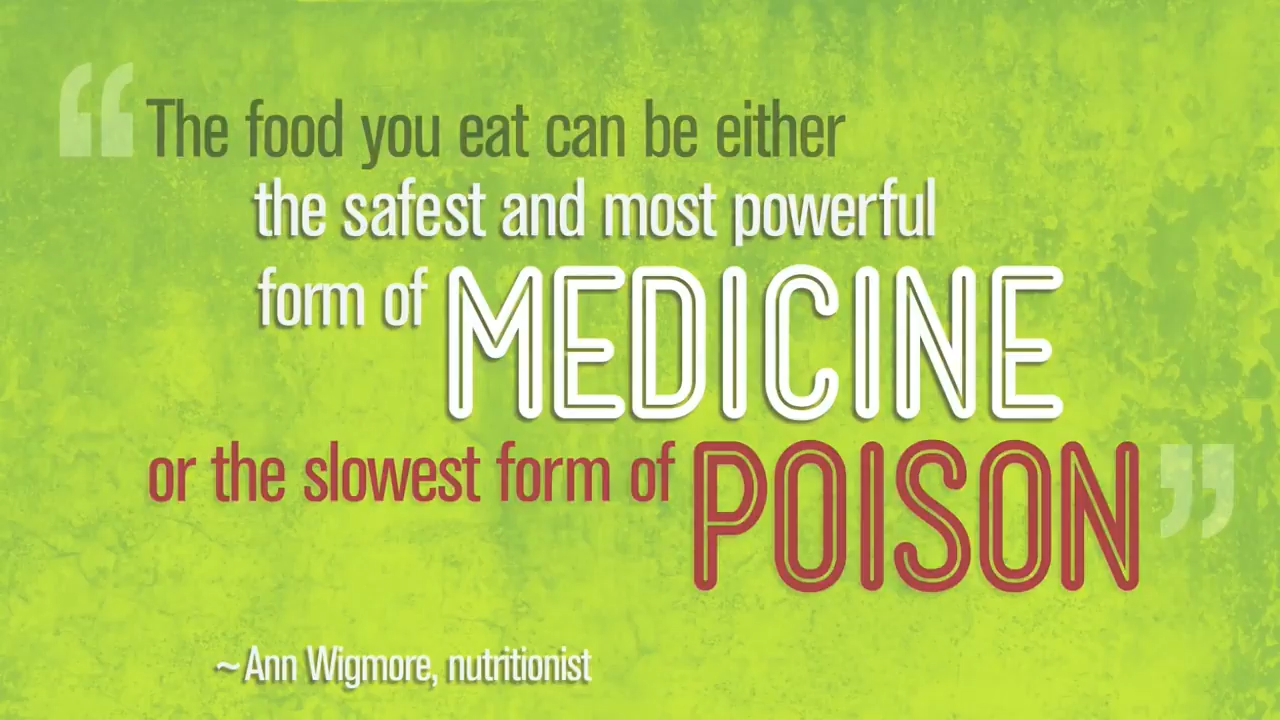 “The food you eat can be either
the safest and most powerful
form of MEDICINE
or the slowest form of POISON”
~Ann Wigmore, nutritionist